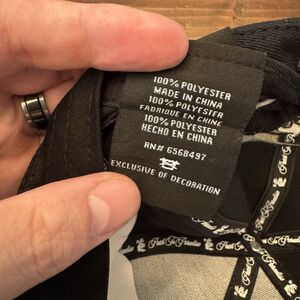 100% POLYESTER
MADE IN CHINA
100% POLYESTER
FABRIQUE EN CHINE
100% POLYESTER
HECHO EN CHINA
RN# 6568497
EXCLUSIVE OF DECORATION